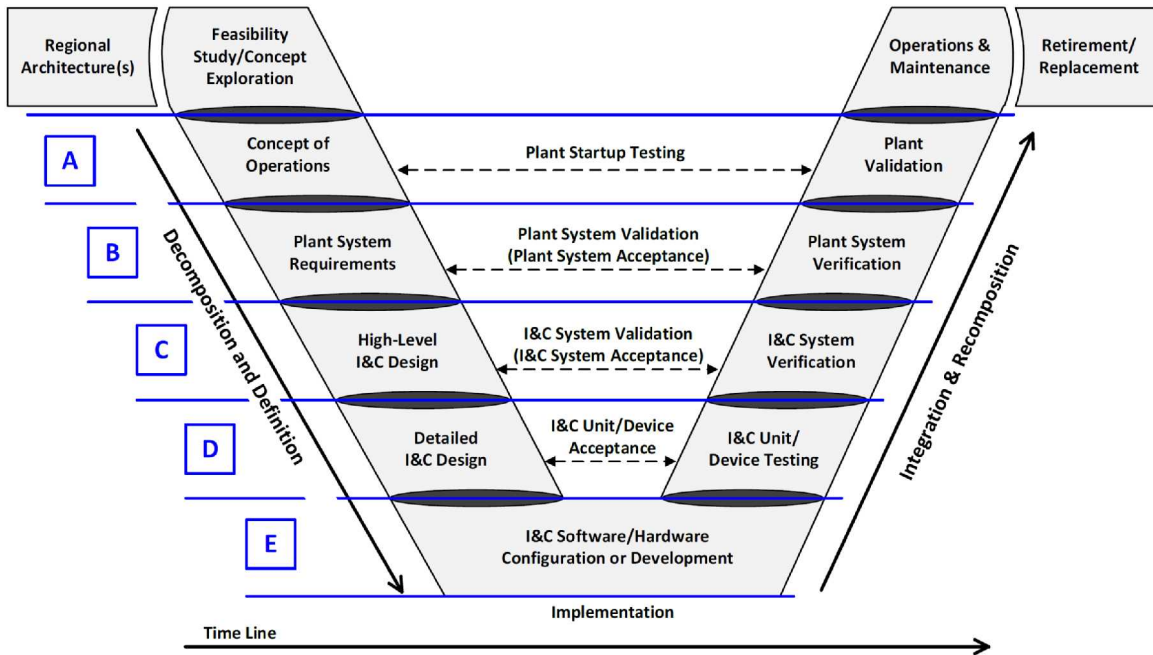 Regional
Architecture(s)
Feasibility
Study/Concept
Exploration
Operations &
Maintenance
Retirement/
Replacement
A
Concept of
Operations
Plant Startup Testing
Plant
Validation
B
Plant System
Requirements
Plant System Validation
(Plant System Acceptance)
Plant System
Verification
C
High-Level
I&C Design
I&C System Validation
(I&C System Acceptance)
I&C System
Verification
D
Detailed
I&C Design
I&C Unit/Device
Acceptance
I&C Unit/
Device Testing
E
I&C Software/Hardware
Configuration or Development
Decomposition and Definition
Integration & Recomposition
Implementation
Time Line